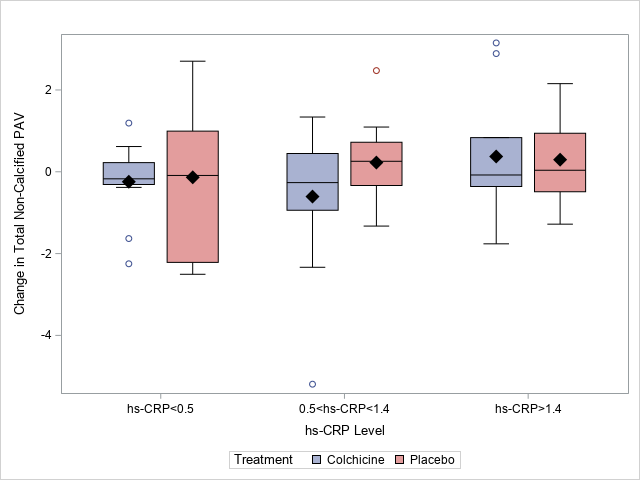 Change in Total Non-Calcified PAV
2
0
-2
-4
hs-CRP<0.5
0.5<hs-CRP<1.4
hs-CRP>1.4
hs-CRP Level
Treatment Colchicine Placebo